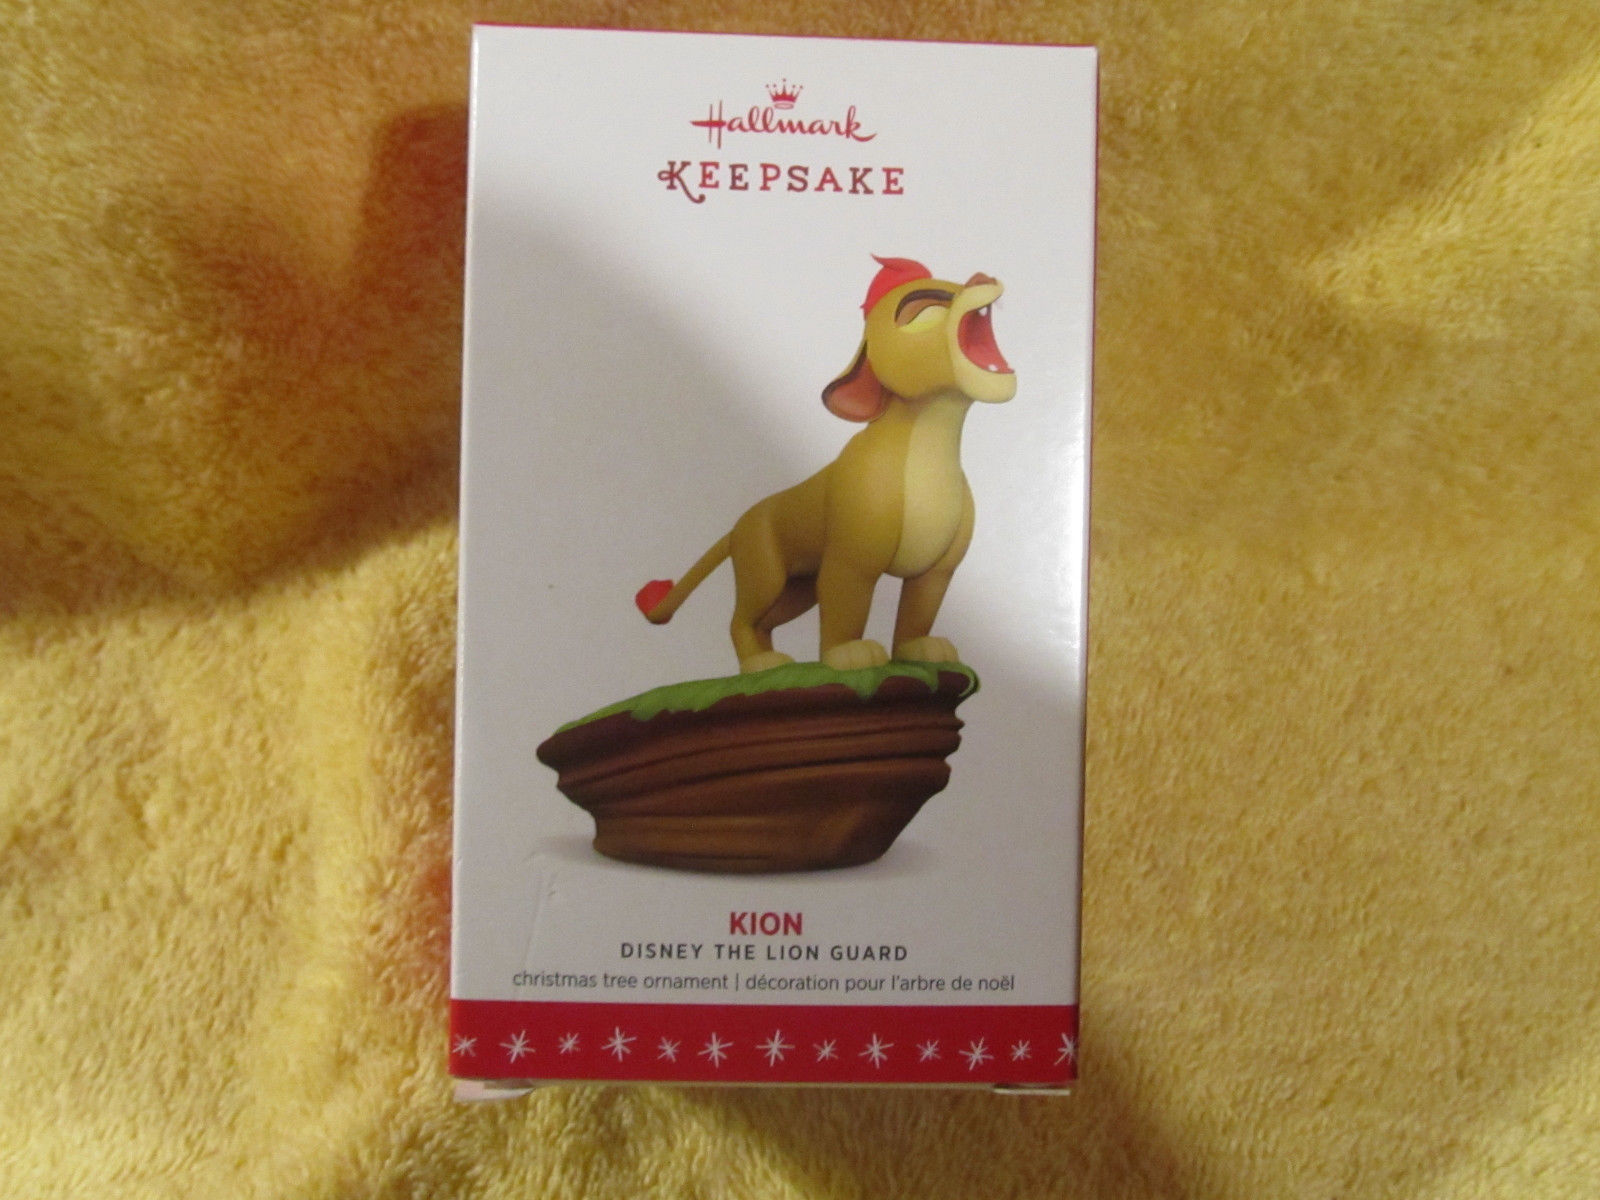 Hallmark
KEEPSAKE
KION
DISNEY THE LION GUARD
christmas tree ornament | décoration pour l'arbre de noël